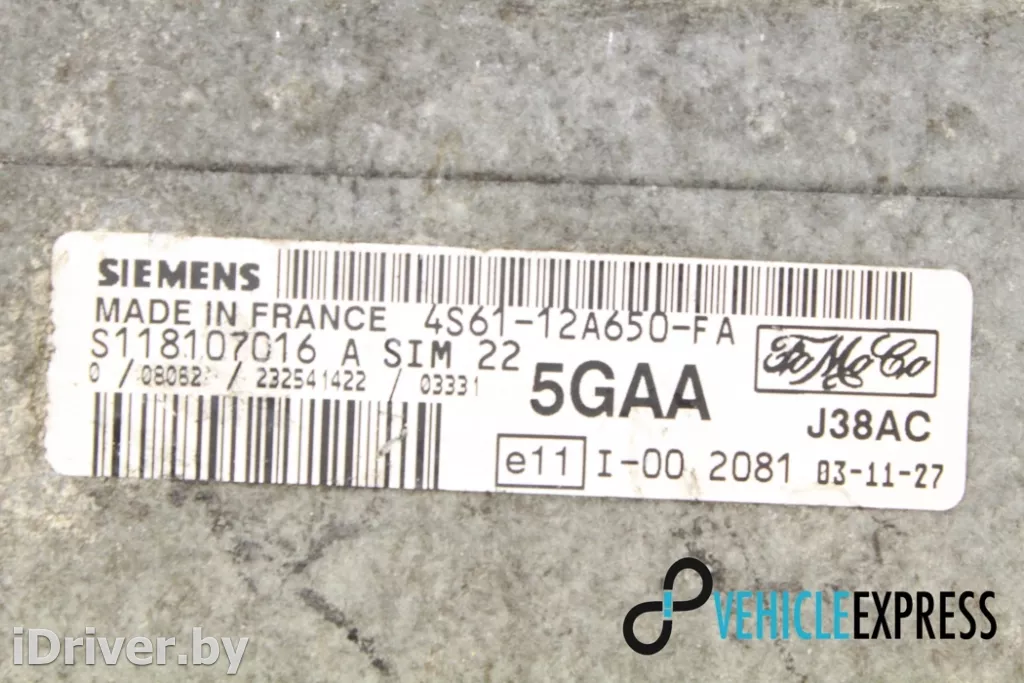 SIEMENS
MADE IN FRANCE 4S61-12A650-FA
S118107016 A SIM 22
0 / 08062 / 232541422 / 03331
5GAA
FoMoCo
J38AC
e11 I-00 2081 03-11-27
VEHICLEEXPRESS
iDriver.by